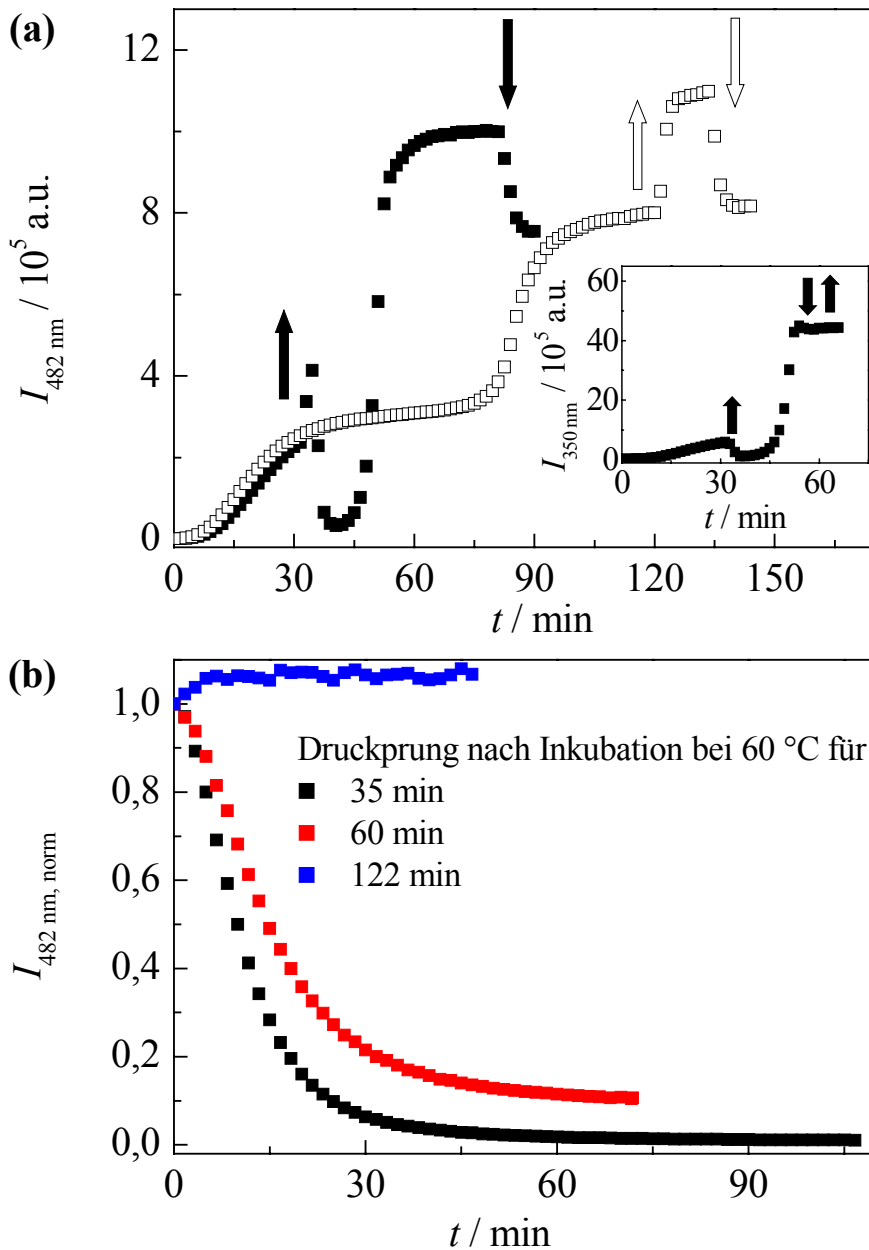 (a)
12
8
4
0
I482 nm / 10^5 a.u.
0 30 60 90 120 150
t / min
60
40
20
0
I350 nm / 10^5 a.u.
0 30 60
t / min
(b)
1,0
0,8
0,6
0,4
0,2
0,0
I482 nm, norm
Druckprung nach Inkubation bei 60 °C für
35 min
60 min
122 min
0 30 60 90
t / min